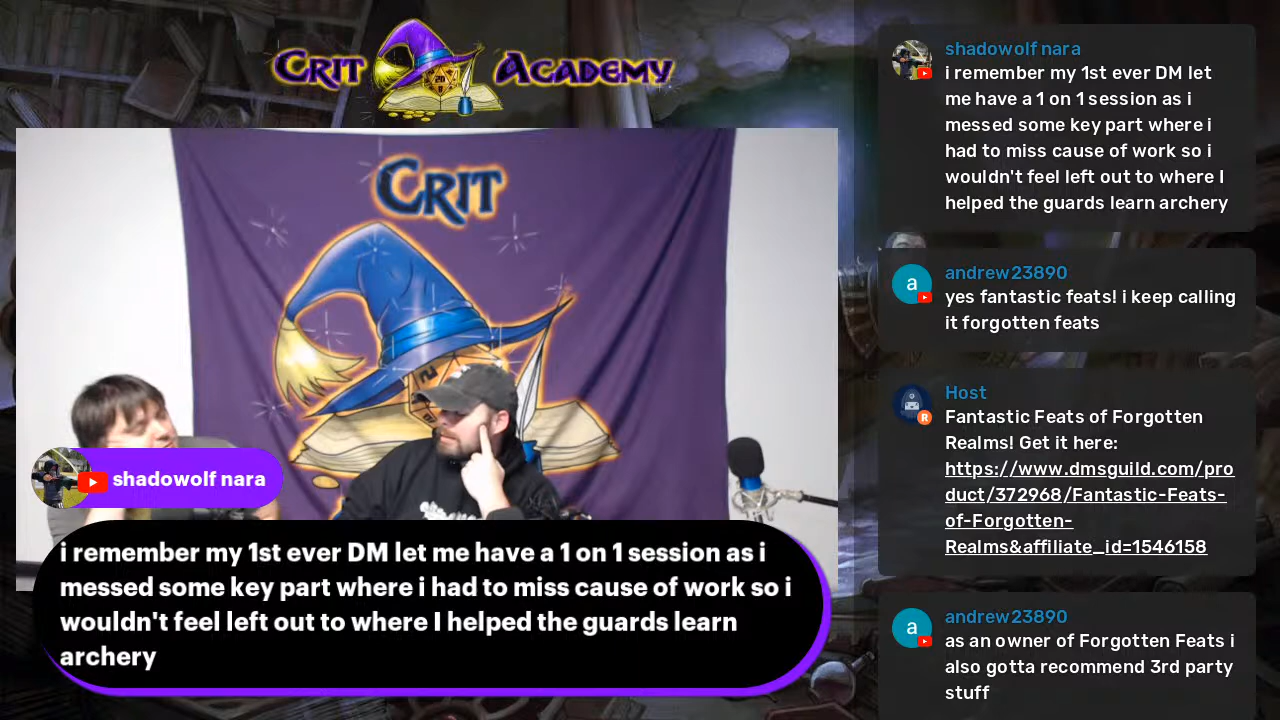 CRIT ACADEMY
CRIT
shadowolf nara
i remember my 1st ever DM let me have a 1 on 1 session as i
messed some key part where i had to miss cause of work so i
wouldn't feel left out to where I helped the guards learn
archery
shadowolf nara
i remember my 1st ever DM let
me have a 1 on 1 session as i
messed some key part where i
had to miss cause of work so i
wouldn't feel left out to where I
helped the guards learn archery
a
andrew23890
yes fantastic feats! i keep calling
it forgotten feats
Host
Fantastic Feats of Forgotten
Realms! Get it here:
https://www.dmsguild.com/pro
duct/372968/Fantastic-Feats-
of-Forgotten-
Realms&affiliate_id=1546158
a
andrew23890
as an owner of Forgotten Feats i
also gotta recommend 3rd party
stuff